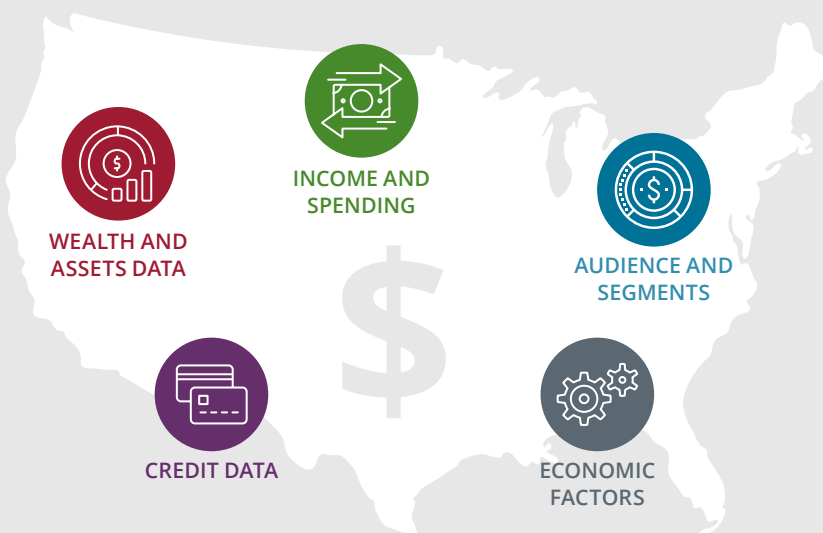 INCOME AND
SPENDING
WEALTH AND
ASSETS DATA
$
AUDIENCE AND
SEGMENTS
$
$
CREDIT DATA
ECONOMIC
FACTORS